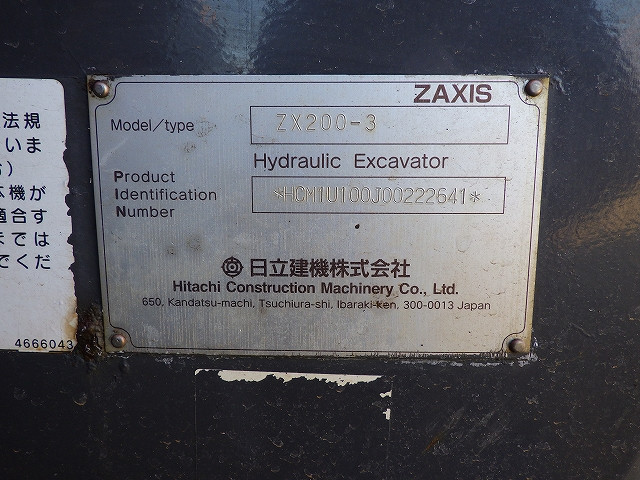 ZAXIS
Model/type ZX200-3
Hydraulic Excavator
Product
Identification
Number
*HCM1U100J00222641*
日立建機株式会社
Hitachi Construction Machinery Co., Ltd.
650, Kandatsu-machi, Tsuchiura-shi, Ibaraki-ken, 300-0013 Japan
法規
いま
)
機が
適合す
までは
でくだ
4666043